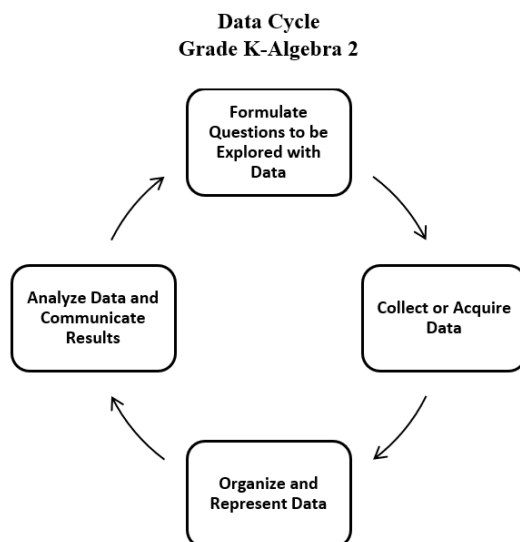 Data Cycle
Grade K-Algebra 2
Formulate
Questions to be
Explored with
Data
Collect or Acquire
Data
Organize and
Represent Data
Analyze Data and
Communicate
Results